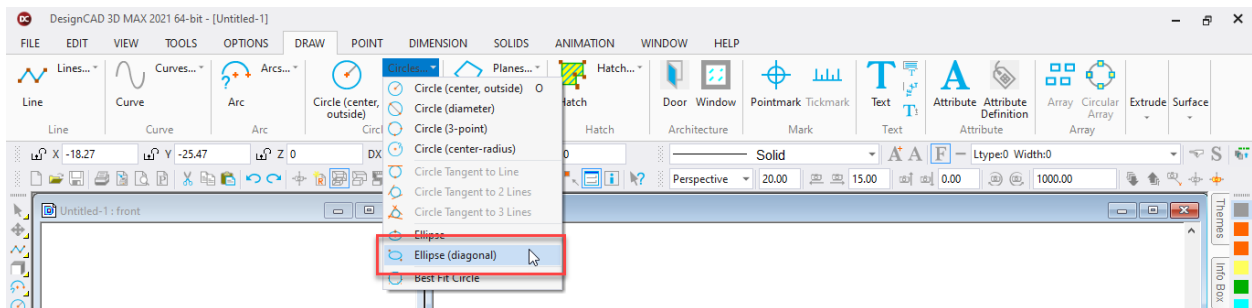 DesignCAD 3D MAX 2021 64-bit - [Untitled-1]
FILE EDIT VIEW TOOLS OPTIONS DRAW POINT DIMENSION SOLIDS ANIMATION WINDOW HELP
Lines... Curves... Arcs... Circles... Planes... Hatch...
Line Curve Arc Circle (center, outside) Hatch Door Window Pointmark Tickmark Text Attribute Attribute Definition Array Circular Array Extrude Surface
Line Curve Arc Circl Hatch Architecture Mark Text Attribute Array
Circle (center, outside) O
Circle (diameter)
Circle (3-point)
Circle (center-radius)
Circle Tangent to Line
Circle Tangent to 2 Lines
Circle Tangent to 3 Lines
Ellipse
Ellipse (diagonal)
Best Fit Circle
X -18.27 Y -25.47 Z 0 DX 0 Solid Ltype:0 Width:0
Perspective 20.00 15.00 0.00 1000.00
Untitled-1 : front
Themes
Info Box